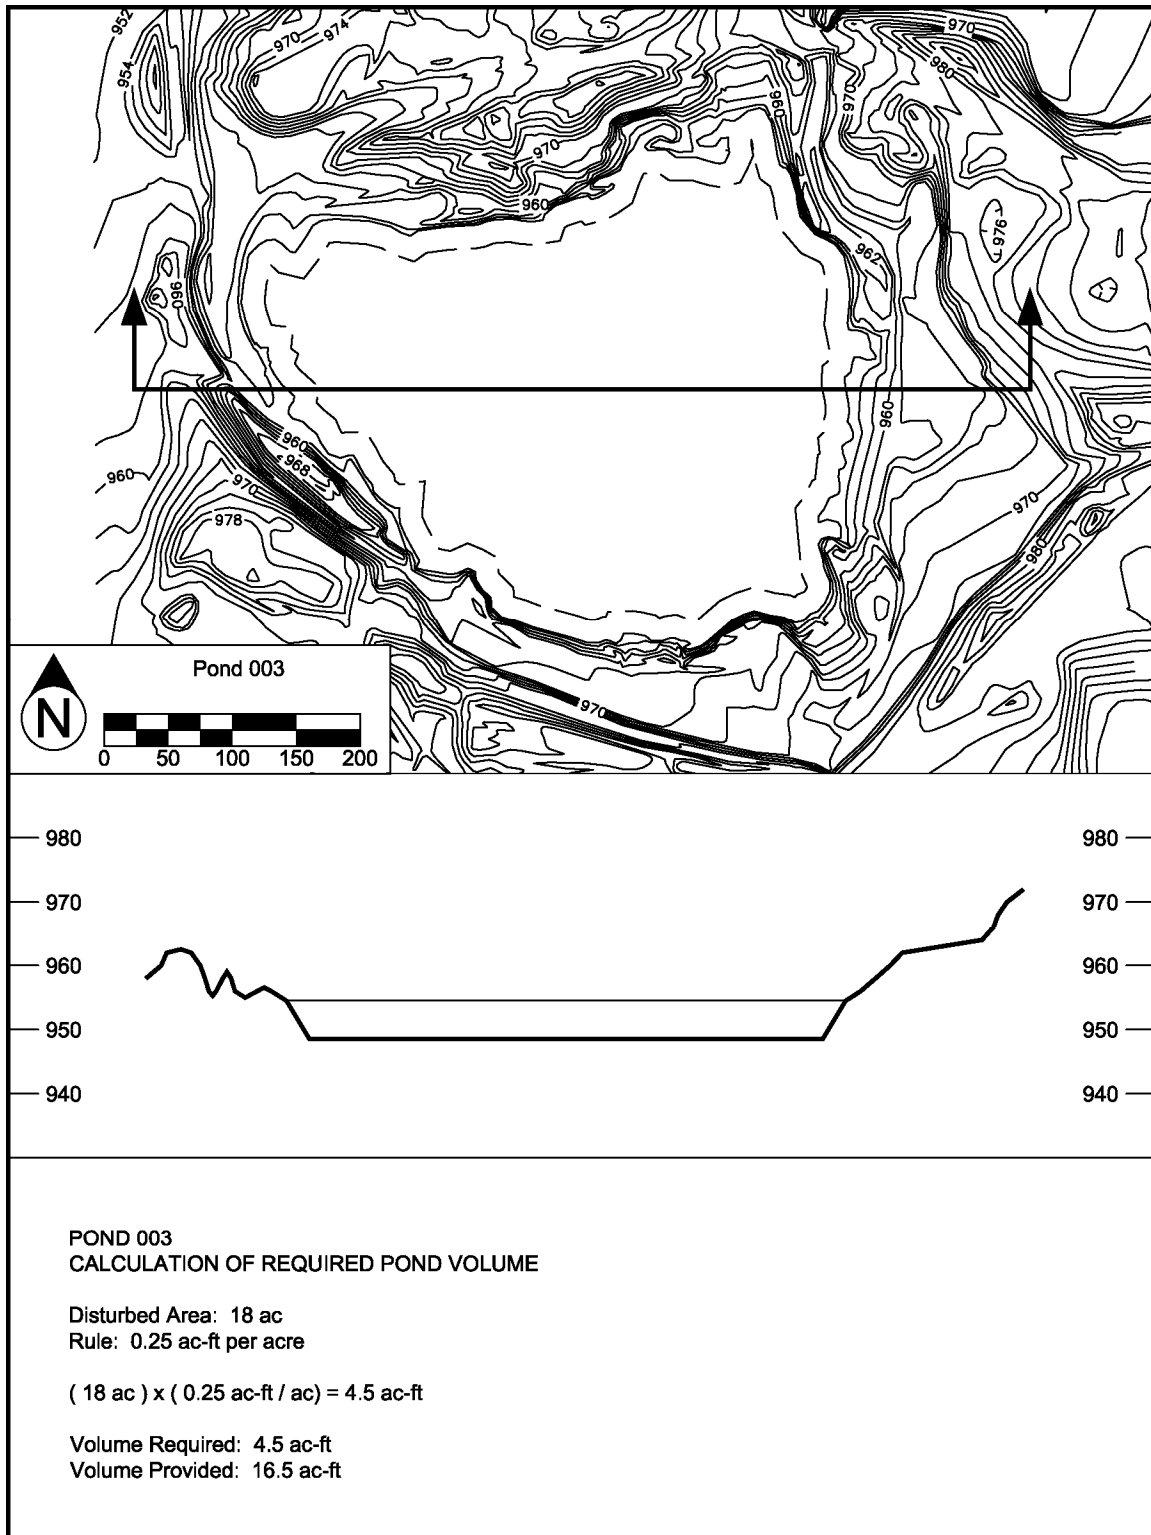 952
970
974
954
970
980
970
960
970
960
962
976
960
960
968
960
970
978
960
970
980
970
Pond 003
N
0 50 100 150 200
980 980
970 970
960 960
950 950
940 940
POND 003
CALCULATION OF REQUIRED POND VOLUME
Disturbed Area: 18 ac
Rule: 0.25 ac-ft per acre
( 18 ac ) x ( 0.25 ac-ft / ac) = 4.5 ac-ft
Volume Required: 4.5 ac-ft
Volume Provided: 16.5 ac-ft